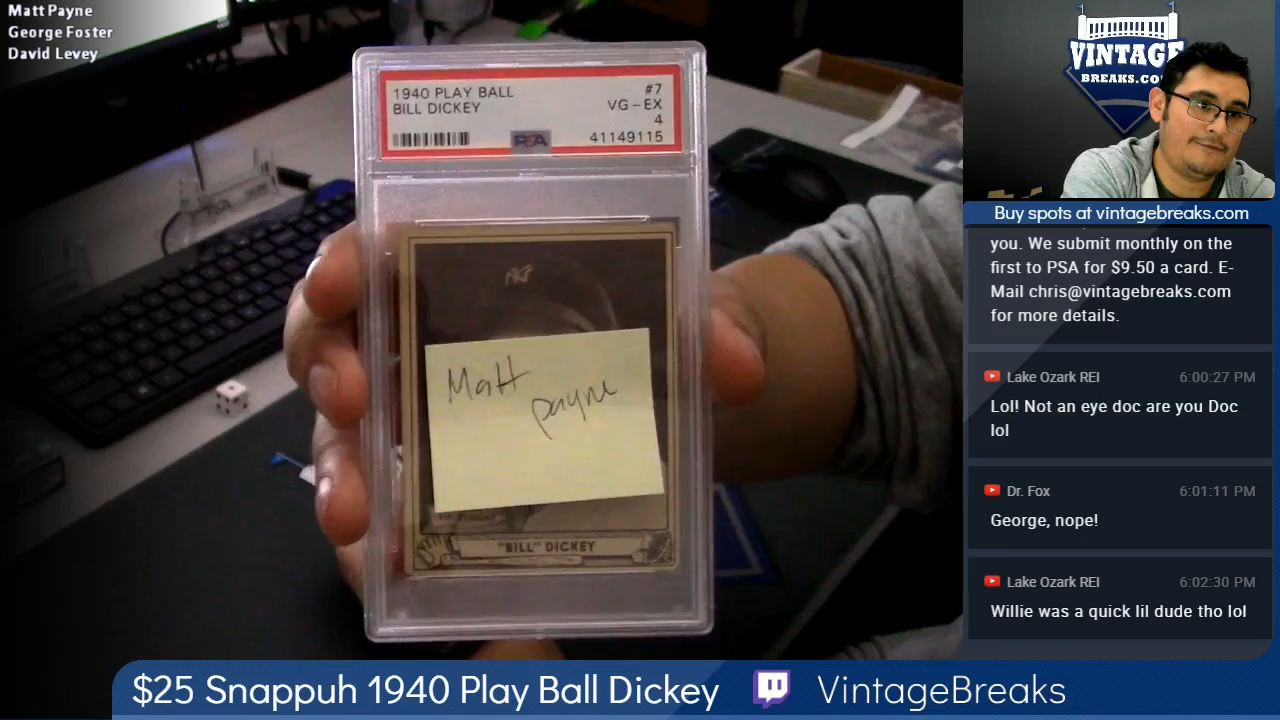 Matt Payne
George Foster
David Levey
1940 PLAY BALL #7
BILL DICKEY VG - EX
4
PSA 41149115
Matt
payne
"BILL" DICKEY
VINTAGE
BREAKS.CO
Buy spots at vintagebreaks.com
you. We submit monthly on the
first to PSA for $9.50 a card. E-
Mail chris@vintagebreaks.com
for more details.
Lake Ozark REI 6:00:27 PM
Lol! Not an eye doc are you Doc
lol
Dr. Fox 6:01:11 PM
George, nope!
Lake Ozark REI 6:02:30 PM
Willie was a quick lil dude tho lol
$25 Snappuh 1940 Play Ball Dickey VintageBreaks